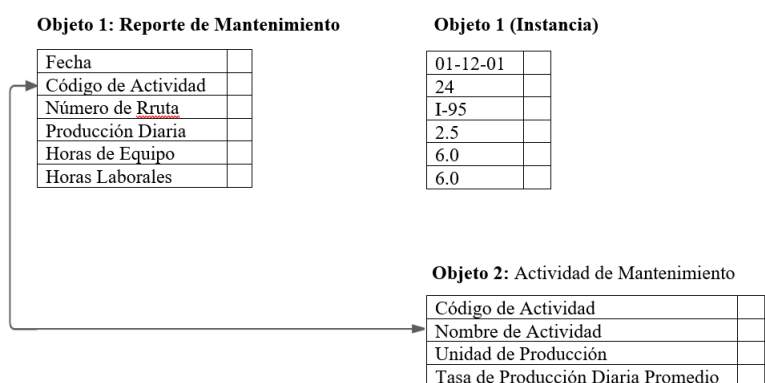 Objeto 1: Reporte de Mantenimiento
Fecha
Código de Actividad
Número de Rruta
Producción Diaria
Horas de Equipo
Horas Laborales
Objeto 1 (Instancia)
01-12-01
24
I-95
2.5
6.0
6.0
Objeto 2: Actividad de Mantenimiento
Código de Actividad
Nombre de Actividad
Unidad de Producción
Tasa de Producción Diaria Promedio